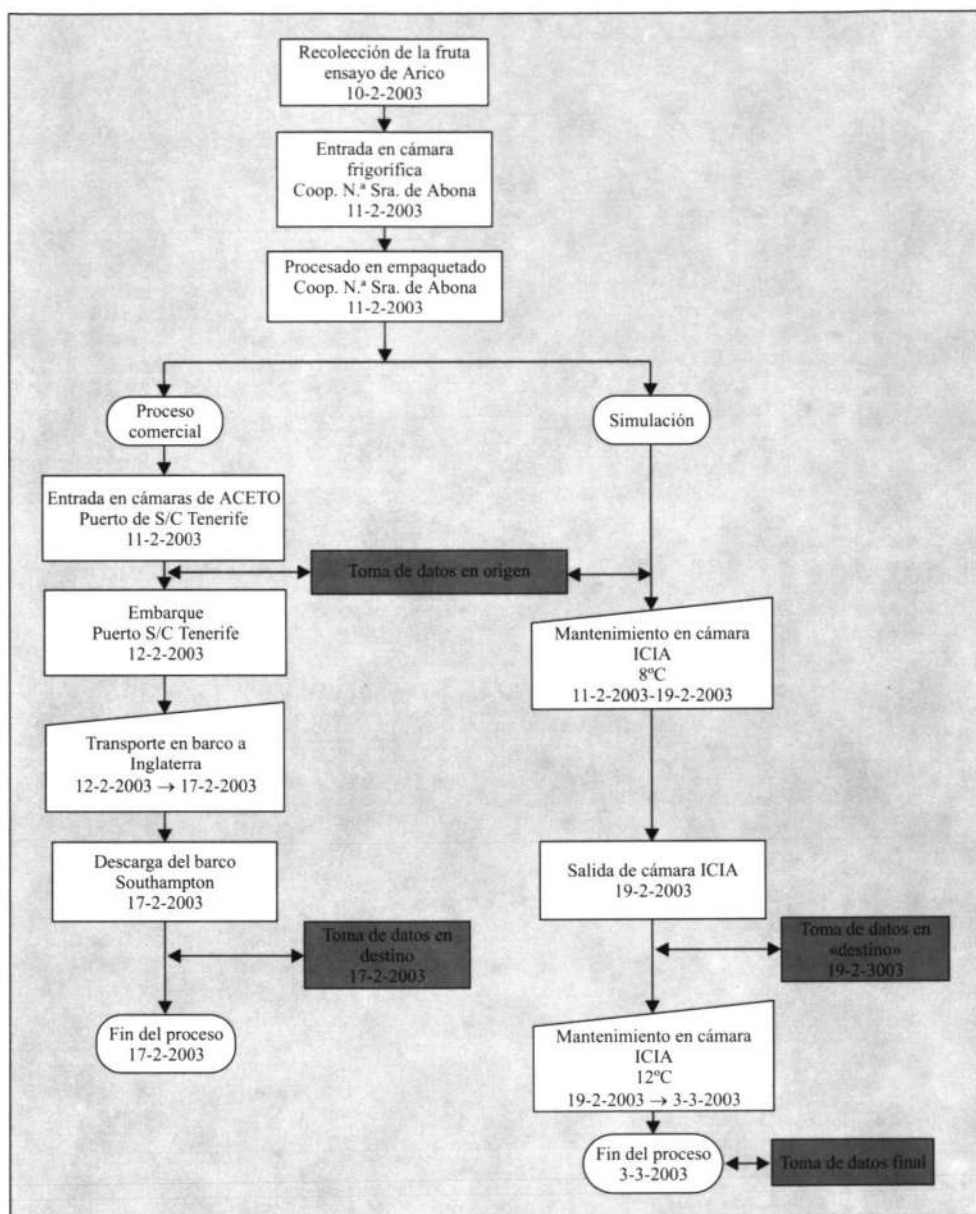 Recolección de la fruta
ensayo de Arico
10-2-2003
Entrada en cámara
frigorífica
Coop. N.ª Sra. de Abona
11-2-2003
Procesado en empaquetado
Coop. N.ª Sra. de Abona
11-2-2003
Proceso
comercial
Simulación
Entrada en cámaras de ACETO
Puerto de S/C Tenerife
11-2-2003
Toma de datos en origen
Embarque
Puerto S/C Tenerife
12-2-2003
Mantenimiento en cámara
ICIA
8ºC
11-2-2003-19-2-2003
Transporte en barco a
Inglaterra
12-2-2003 → 17-2-2003
Descarga del barco
Southampton
17-2-2003
Salida de cámara ICIA
19-2-2003
Toma de datos en
destino
17-2-2003
Toma de datos en
«destino»
19-2-3003
Fin del proceso
17-2-2003
Mantenimiento en cámara
ICIA
12ºC
19-2-2003 → 3-3-2003
Fin del proceso
3-3-2003
Toma de datos final